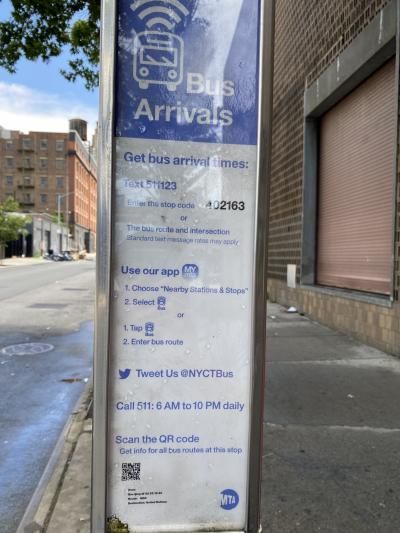 Bus
Arrivals
Get bus arrival times:
Text 511123
Enter the stop code 402163
or
The bus route and intersection
Standard text message rates may apply
Use our app MY
1. Choose "Nearby Stations & Stops"
2. Select Bus
or
1. Tap Bus
2. Enter bus route
Tweet Us @NYCTBus
Call 511: 6 AM to 10 PM daily
Scan the QR code
Get info for all bus routes at this stop
MTA